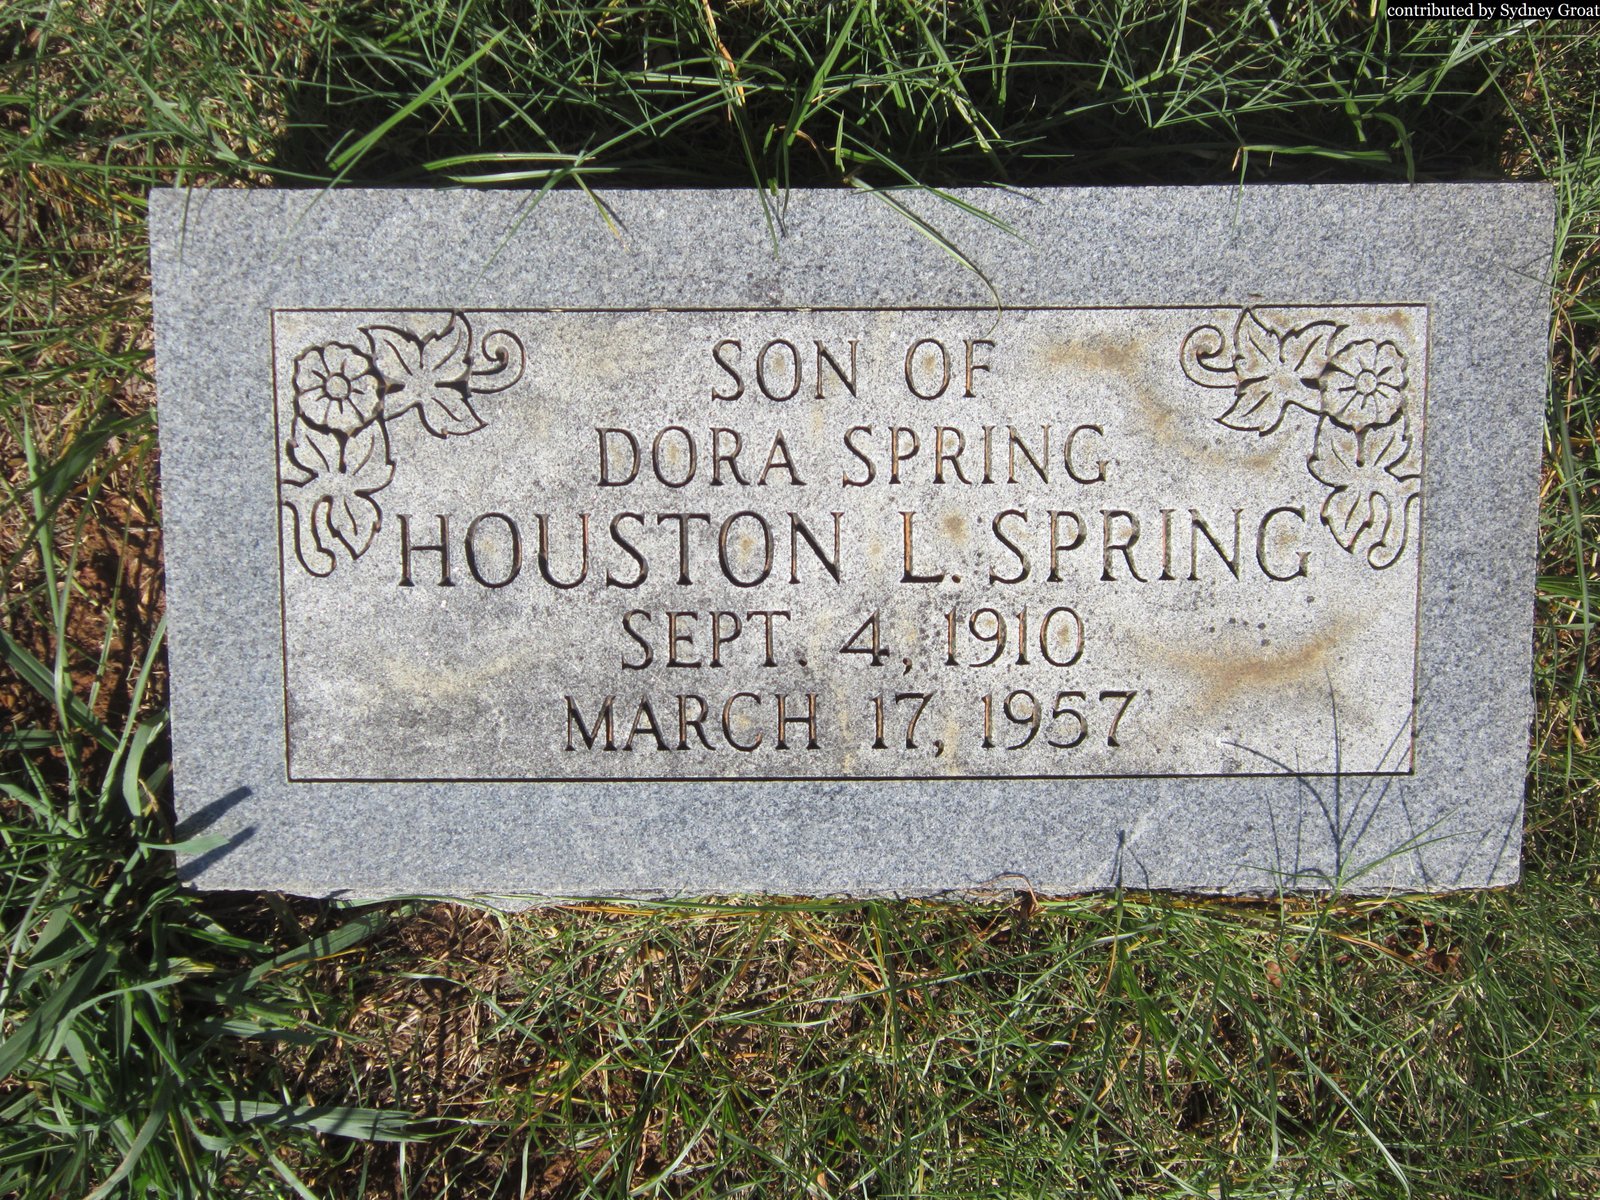 contributed by Sydney Groat
SON OF
DORA SPRING
HOUSTON L. SPRING
SEPT. 4, 1910
MARCH 17, 1957